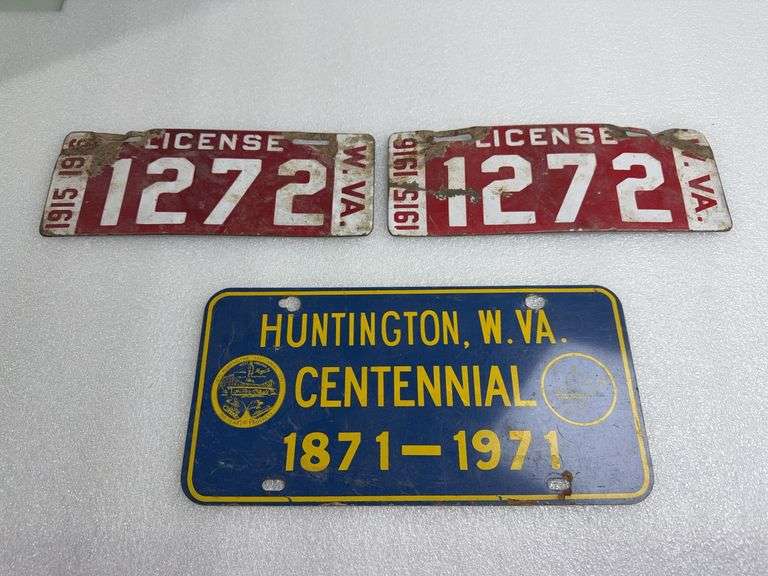 LICENSE
1915 1916 1272 W.VA.
LICENSE
1915 1916 1272 .VA.
HUNTINGTON, W.VA.
CENTENNIAL
1871—1971